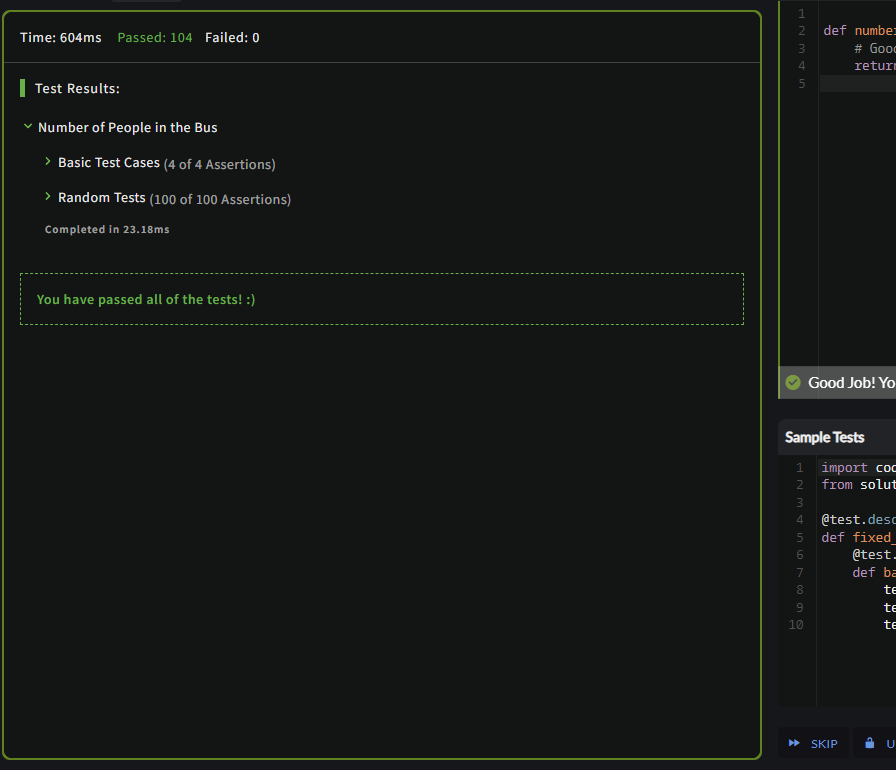 Time: 604ms Passed: 104 Failed: 0
Test Results:
Number of People in the Bus
Basic Test Cases (4 of 4 Assertions)
Random Tests (100 of 100 Assertions)
Completed in 23.18ms
You have passed all of the tests! :)
1
2 def number
3 # Good
4 return
5
Good Job! Yo
Sample Tests
1 import cod
2 from solut
3
4 @test.desc
5 def fixed_
6 @test.
7 def ba
8 te
9 te
10 te
SKIP U